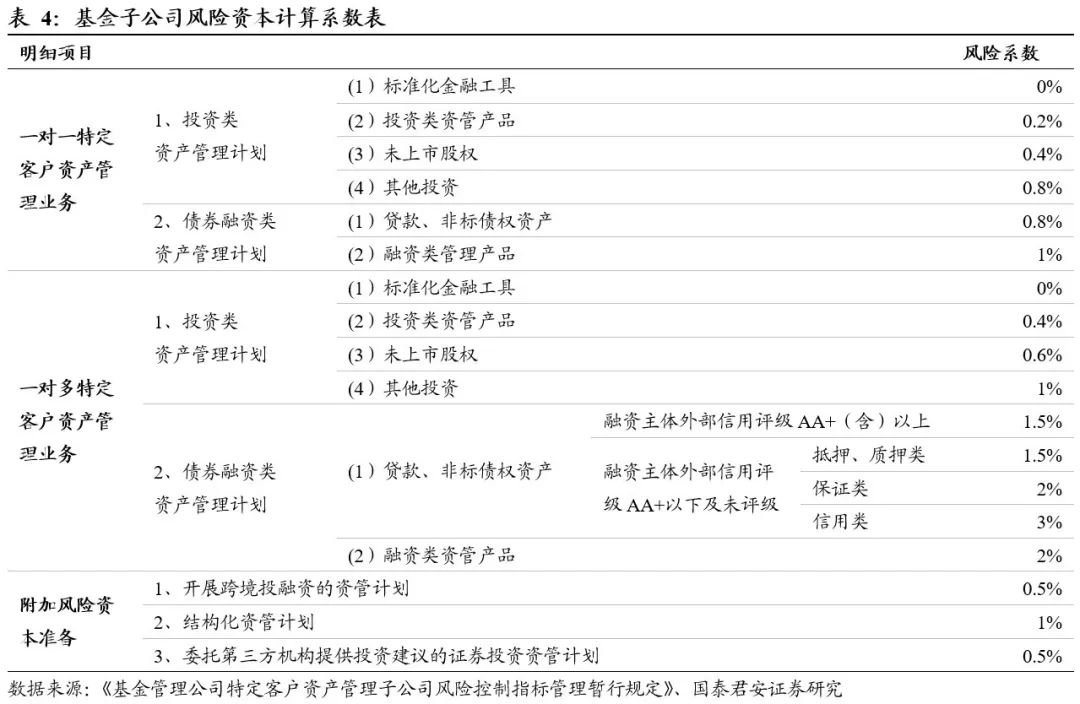 表 4：基金子公司风险资本计算系数表
明细项目 风险系数
一对一特定
客户资产管
理业务
1、投资类
资产管理计划
(1）标准化金融工具 0%
(2）投资类资管产品 0.2%
(3）未上市股权 0.4%
(4）其他投资 0.8%
2、债券融资类
资产管理计划
(1）贷款、非标债权资产 0.8%
(2）融资类管理产品 1%
一对多特定
客户资产管
理业务
1、投资类
资产管理计划
(1）标准化金融工具 0%
(2）投资类资管产品 0.4%
(3）未上市股权 0.6%
(4）其他投资 1%
2、债券融资类
资产管理计划
(1）贷款、非标债权资产
融资主体外部信用评级 AA+（含）以上 1.5%
融资主体外部信用评
级 AA+以下及未评级
抵押、质押类 1.5%
保证类 2%
信用类 3%
(2）融资类资管产品 2%
附加风险资
本准备
1、开展跨境投融资的资管计划 0.5%
2、结构化资管计划 1%
3、委托第三方机构提供投资建议的证券投资资管计划 0.5%
数据来源：《基金管理公司特定客户资产管理子公司风险控制指标管理暂行规定》、国泰君安证券研究